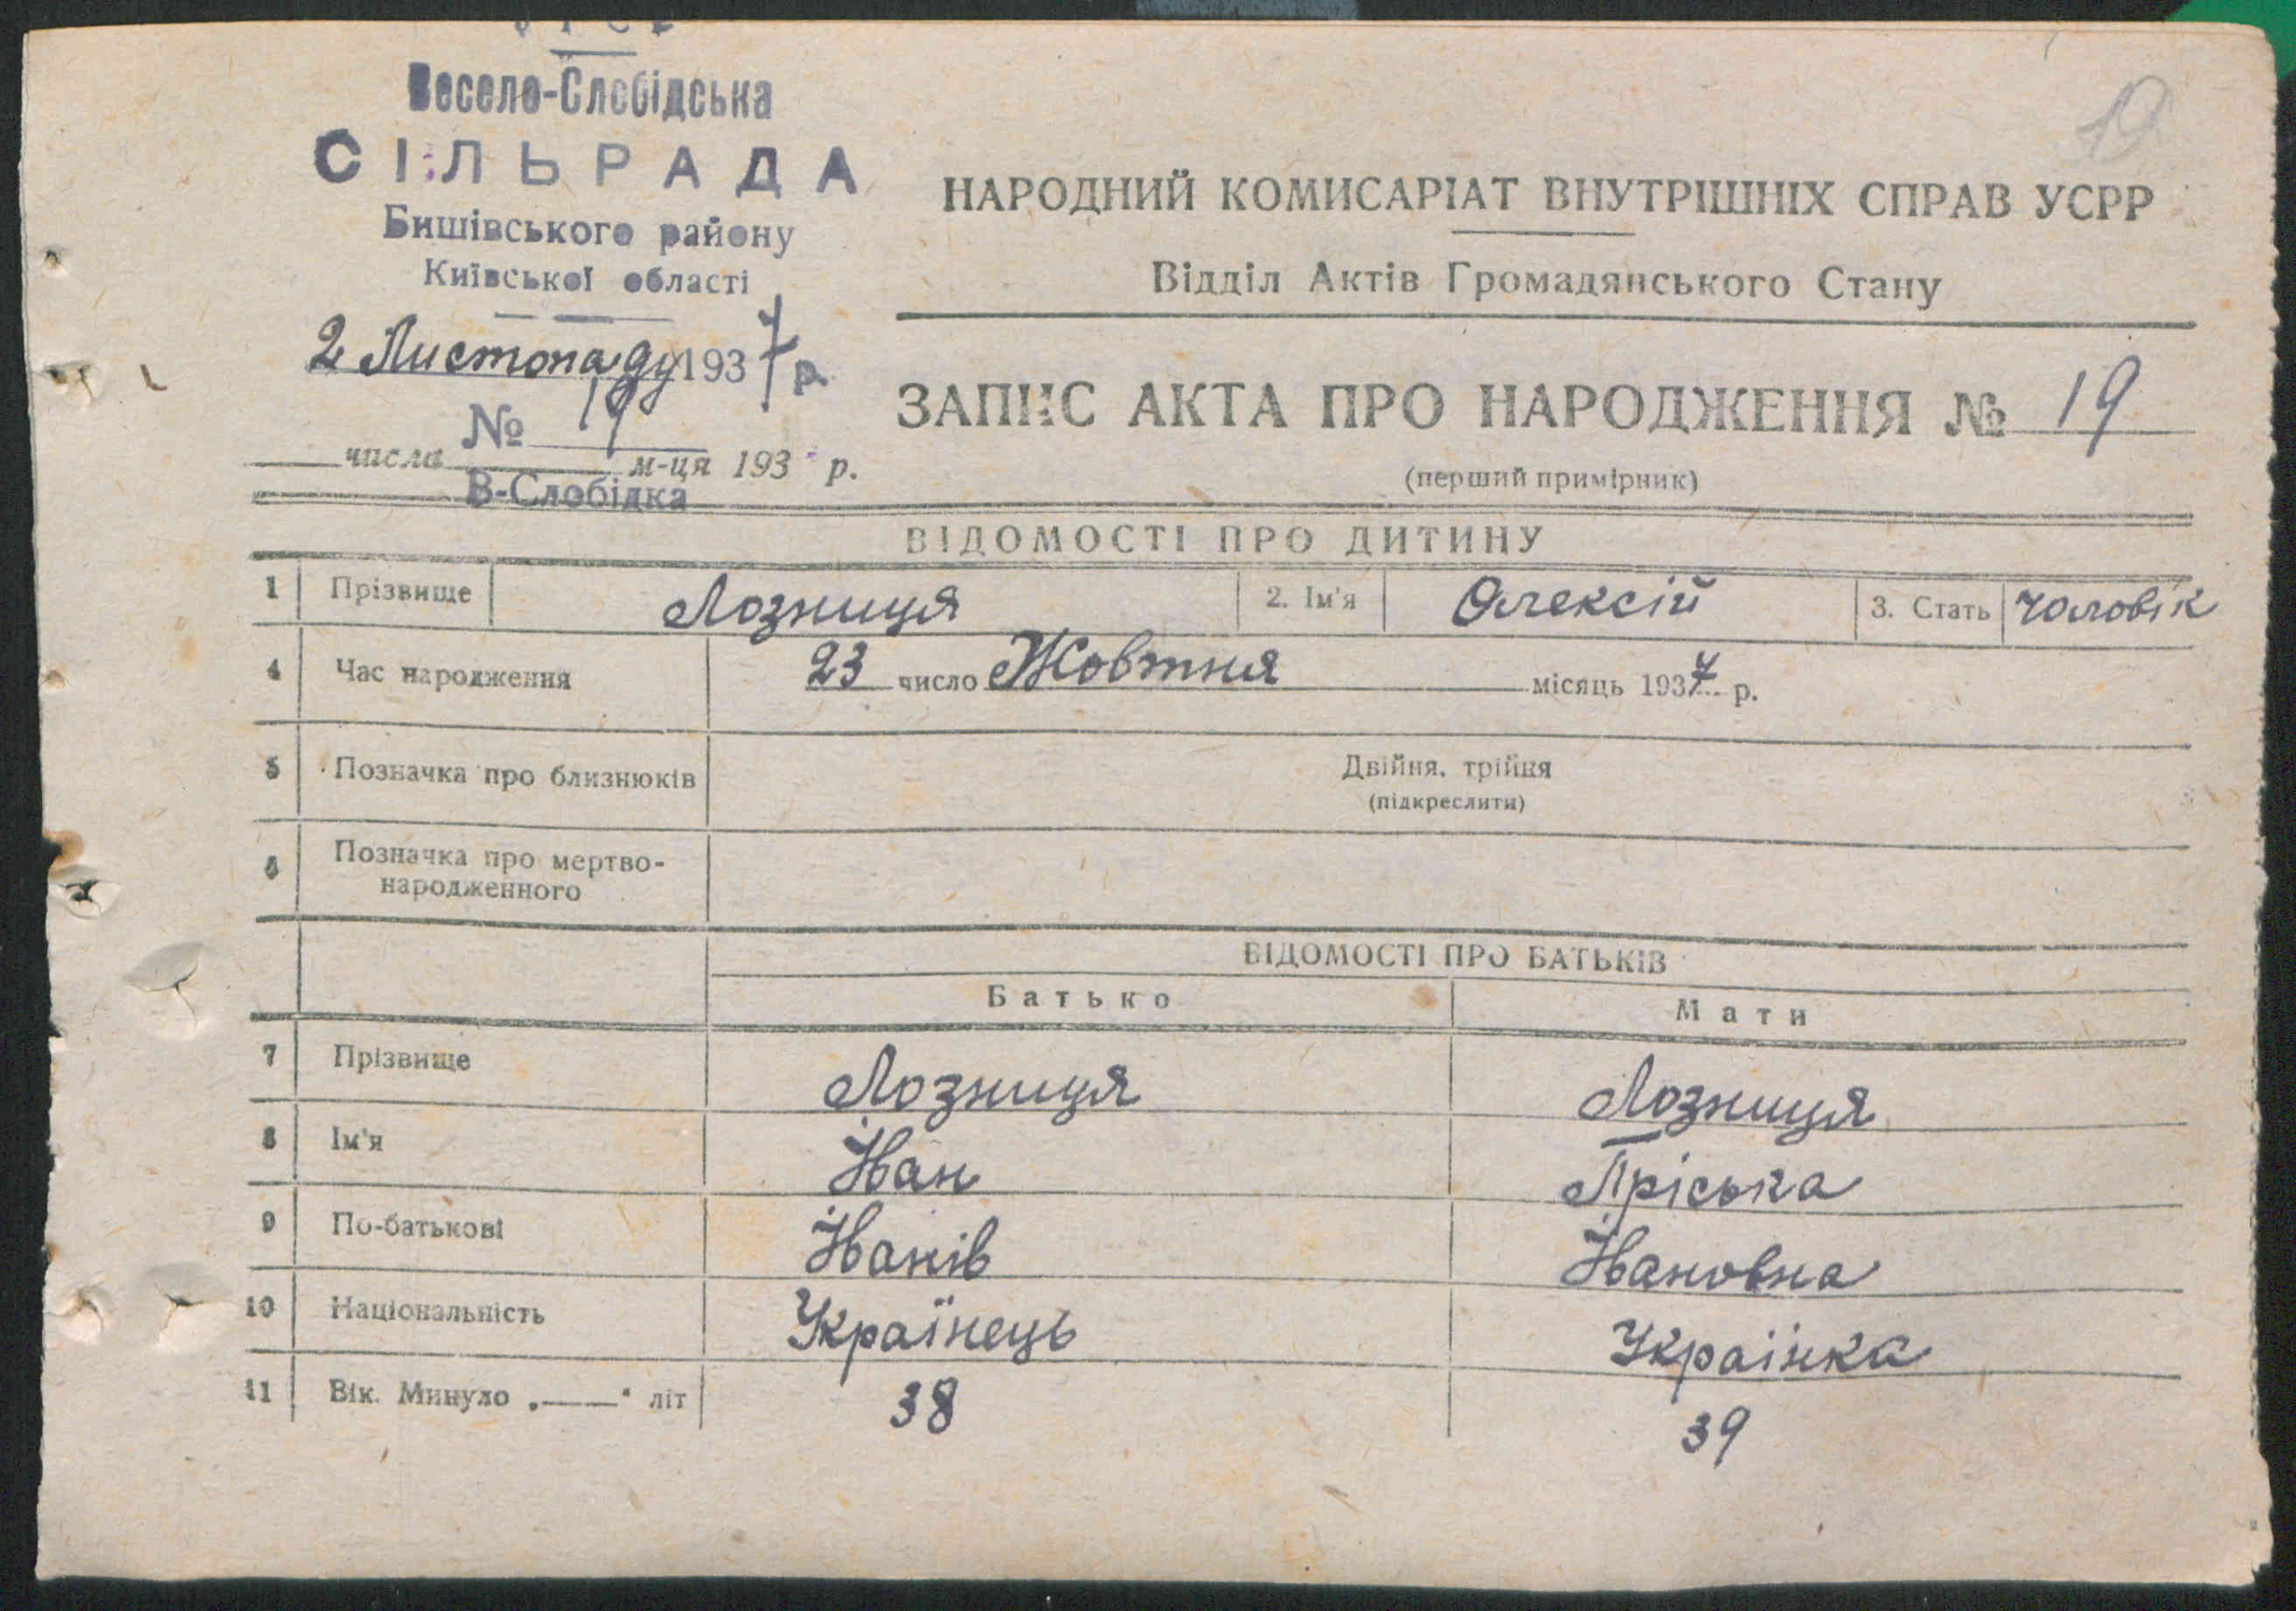 19
Весело-Слобідська
СІЛЬРАДА
Бишівського району
Київської області
2 Листопаду 1937 р.
№ 19
числа м-ця 193 р.
В-Слобідка
НАРОДНИЙ КОМИСАРІАТ ВНУТРІШНІХ СПРАВ УСРР
Відділ Актів Громадянського Стану
ЗАПИС АКТА ПРО НАРОДЖЕННЯ № 19
(перший примірник)
ВІДОМОСТІ ПРО ДИТИНУ
1 Прізвище Лозниця 2. Ім'я Олексій 3. Стать чоловік
4 Час народження 23 число Жовтня місяць 1937 р.
5 Позначка про близнюків Двійня, трійня
(підкреслити)
6 Позначка про мертво-
народженного
ВІДОМОСТІ ПРО БАТЬКІВ
Батько Мати
7 Прізвище Лозниця Лозниця
8 Ім'я Йван Пріська
9 По-батькові Йванів Йвановна
10 Національність Українець Українка
11 Вік. Минуло „——“ літ 38 39